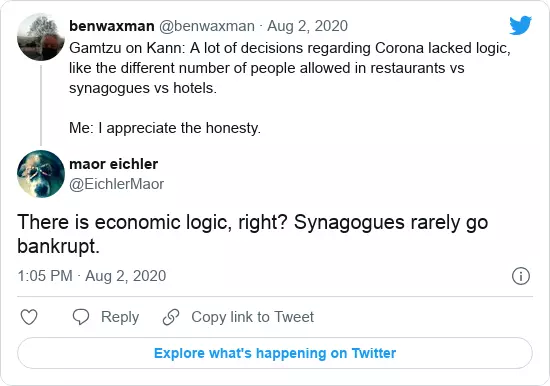 benwaxman @benwaxman · Aug 2, 2020
Gamtzu on Kann: A lot of decisions regarding Corona lacked logic,
like the different number of people allowed in restaurants vs
synagogues vs hotels.
Me: I appreciate the honesty.
maor eichler
@EichlerMaor
There is economic logic, right? Synagogues rarely go
bankrupt.
1:05 PM · Aug 2, 2020
Reply
Copy link to Tweet
Explore what's happening on Twitter